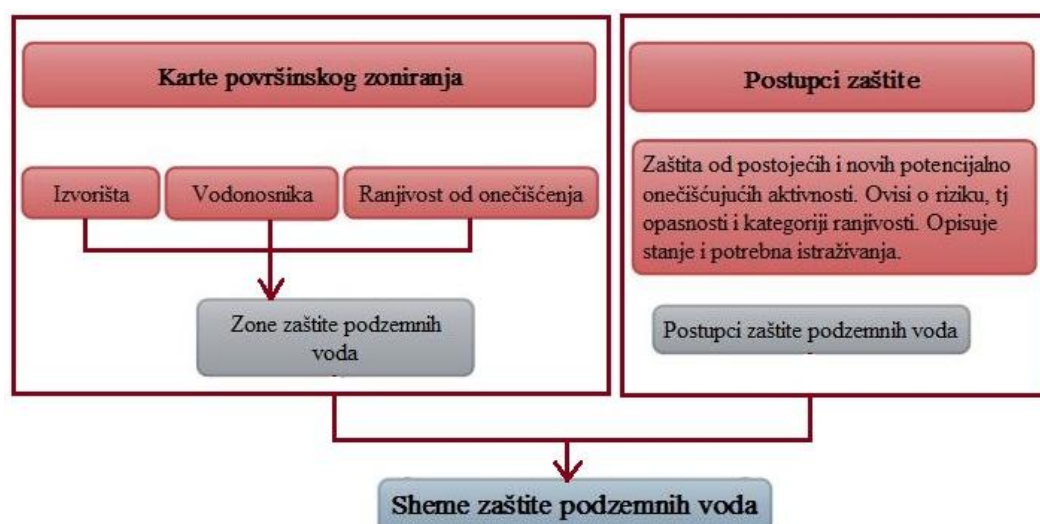 Karte površinskog zoniranja
Izvorišta
Vodonosnika
Ranjivost od onečišćenja
Zone zaštite podzemnih
voda
Postupci zaštite
Zaštita od postojećih i novih potencijalno
onečišćujućih aktivnosti. Ovisi o riziku, tj
opasnosti i kategoriji ranjivosti. Opisuje
stanje i potrebna istraživanja.
Postupci zaštite podzemnih voda
Sheme zaštite podzemnih voda